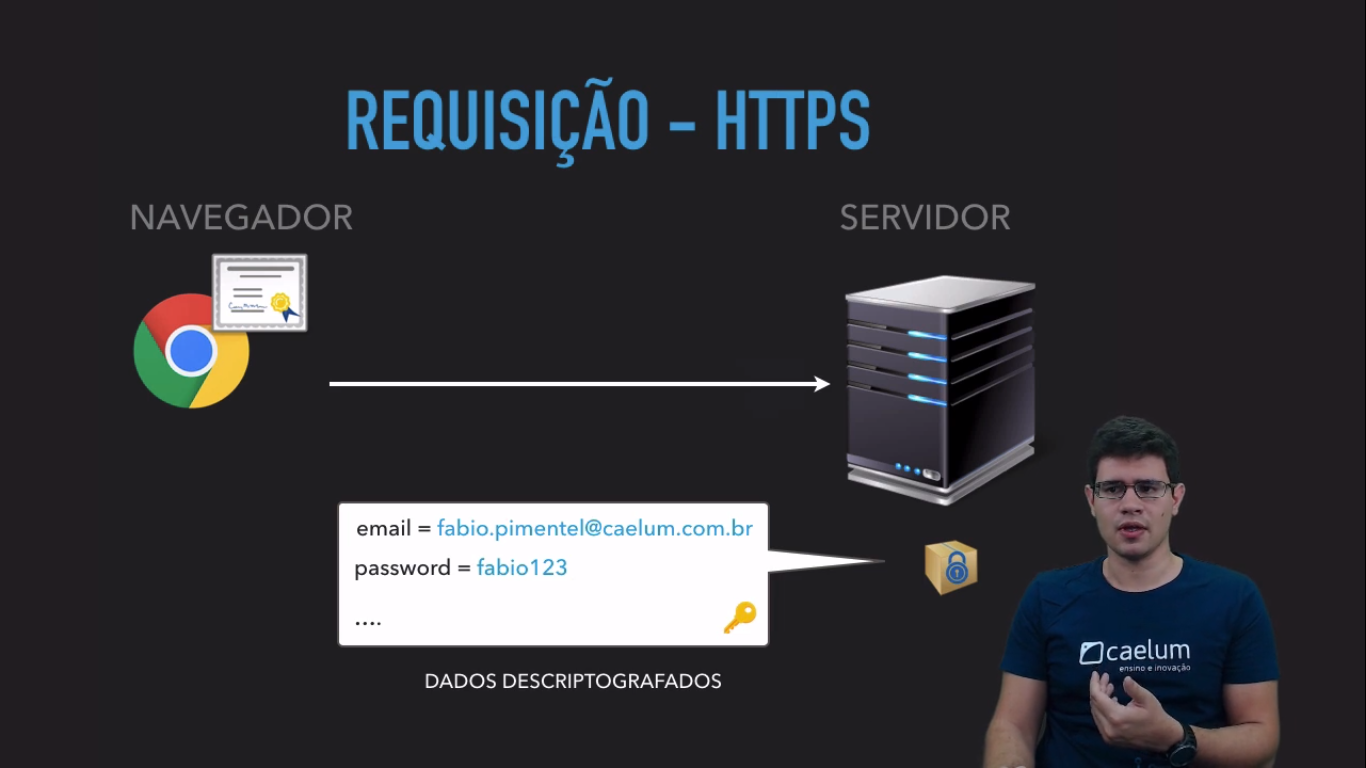 REQUISIÇÃO - HTTPS
NAVEGADOR
SERVIDOR
email = fabio.pimentel@caelum.com.br
password = fabio123
....
DADOS DESCRIPTOGRAFADOS
caelum
ensino e inovação